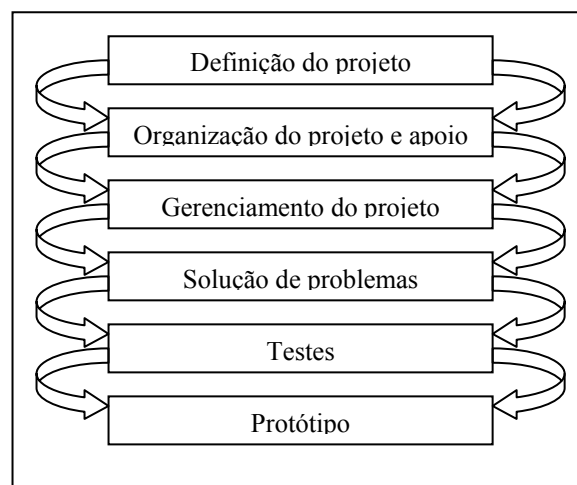 Definição do projeto
Organização do projeto e apoio
Gerenciamento do projeto
Solução de problemas
Testes
Protótipo